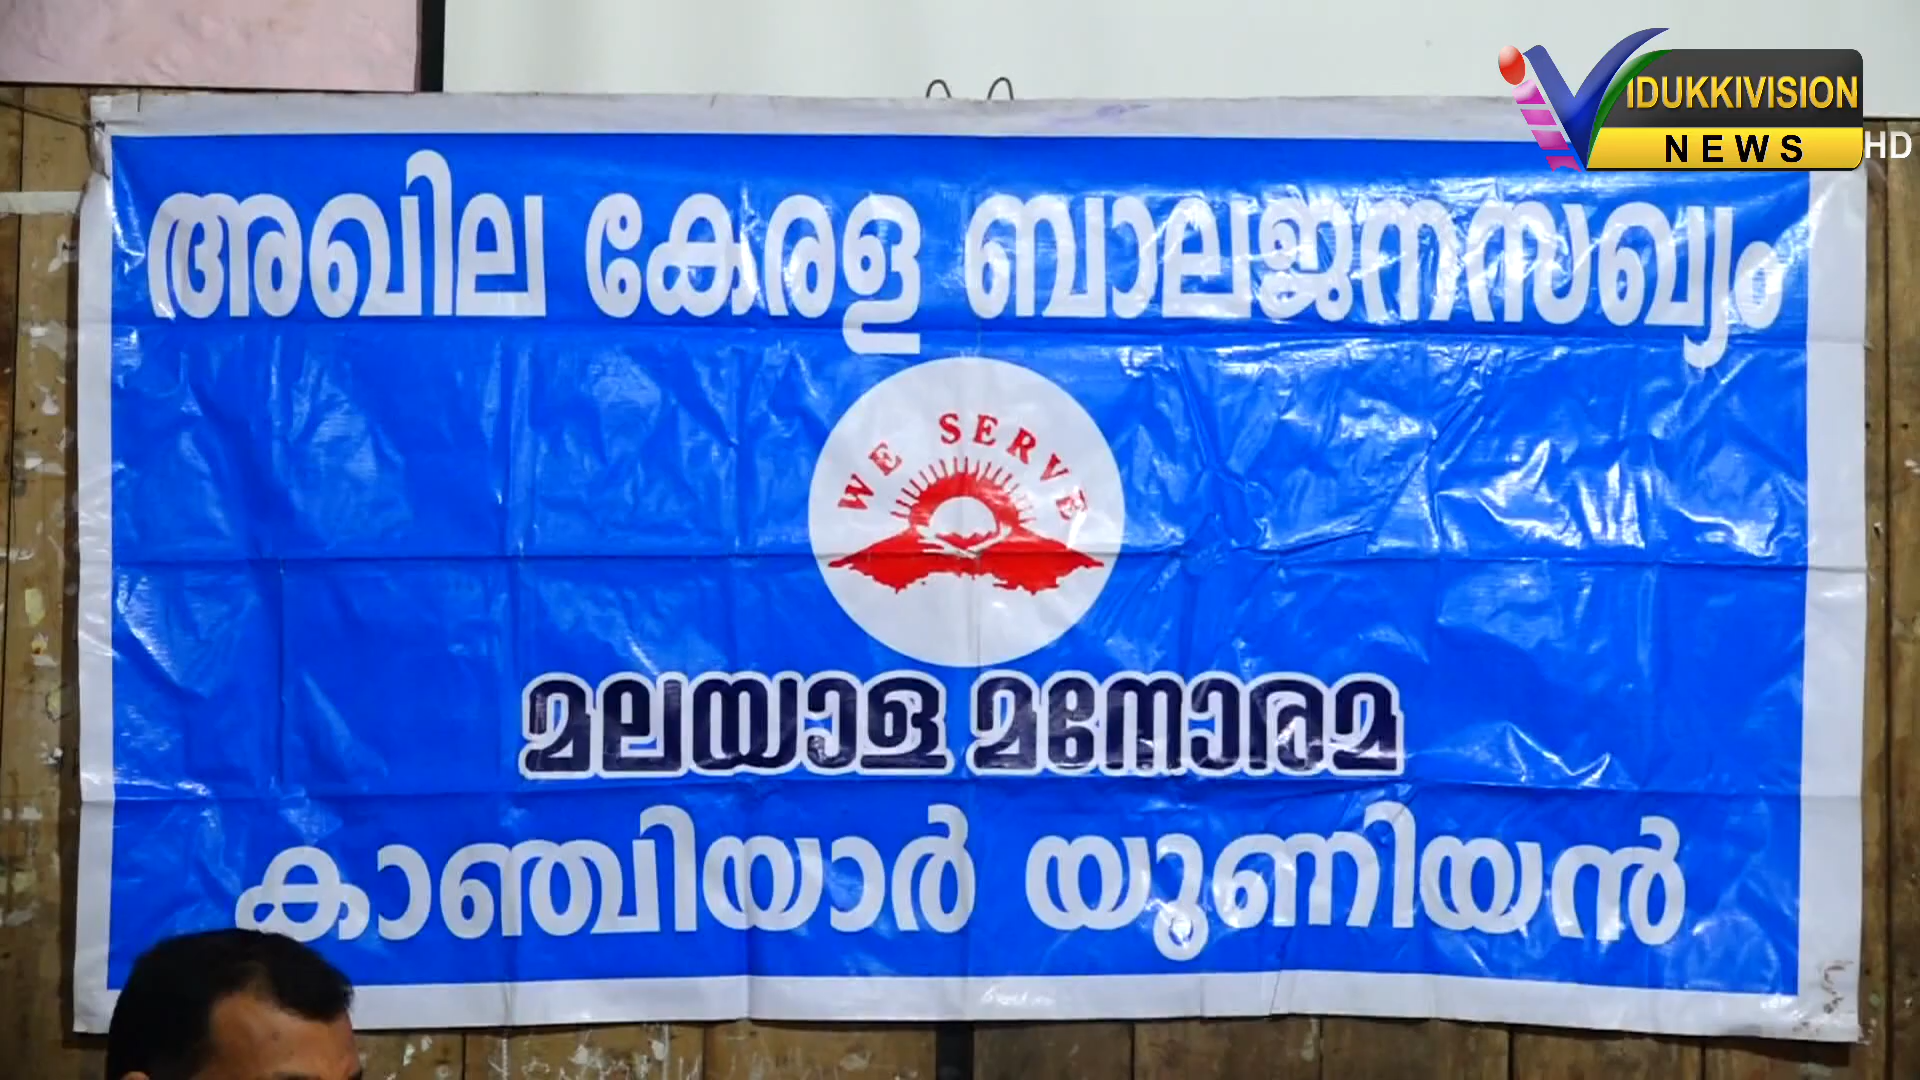 IDUKKIVISION
NEWS HD
അഖില കേരള ബാലജനസഖ്യം
WE SERVE
മലയാള മനോരമ
കാഞ്ചിയാർ യൂണിയൻ